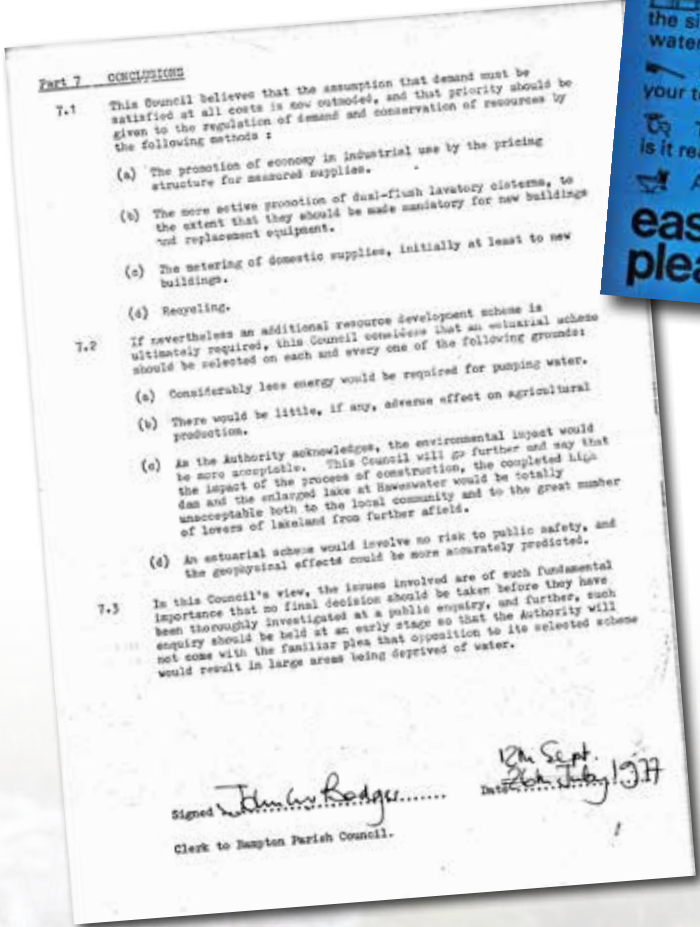 Part 7 CONCLUSIONS
7.1 This Council believes that the assumption that demand must be
satisfied at all costs is now outmoded, and that priority should be
given to the regulation of demand and conservation of resources by
the following methods :
(a) The promotion of economy in industrial use by the pricing
structure for measured supplies.
(b) The more active promotion of dual-flush lavatory cisterns, to
the extent that they should be made mandatory for new buildings
and replacement equipment.
(c) The metering of domestic supplies, initially at least to new
buildings.
(d) Recycling.
7.2 If nevertheless an additional resource development scheme is
ultimately required, this Council considers that an estuarial scheme
should be selected on each and every one of the following grounds:
(a) Considerably less energy would be required for pumping water.
(b) There would be little, if any, adverse effect on agricultural
production.
(c) As the Authority acknowledges, the environmental impact would
be more acceptable. This Council will go further and say that
the impact of the process of construction, the completed high
dam and the enlarged lake at Haweswater would be totally
unacceptable both to the local community and to the great number
of lovers of lakeland from further afield.
(d) An estuarial scheme would involve no risk to public safety, and
the geophysical effects could be more accurately predicted.
7.3 In this Council's view, the issues involved are of such fundamental
importance that no final decision should be taken before they have
been thoroughly investigated at a public enquiry, and further, such
enquiry should be held at an early stage so that the Authority will
not come with the familiar plea that opposition to its selected scheme
would result in large areas being deprived of water.
12th Sept.
Signed John W Rodger Date 26th July 1977
Clerk to Bampton Parish Council.
the si
water
your t
is it rea
A
eas
plea